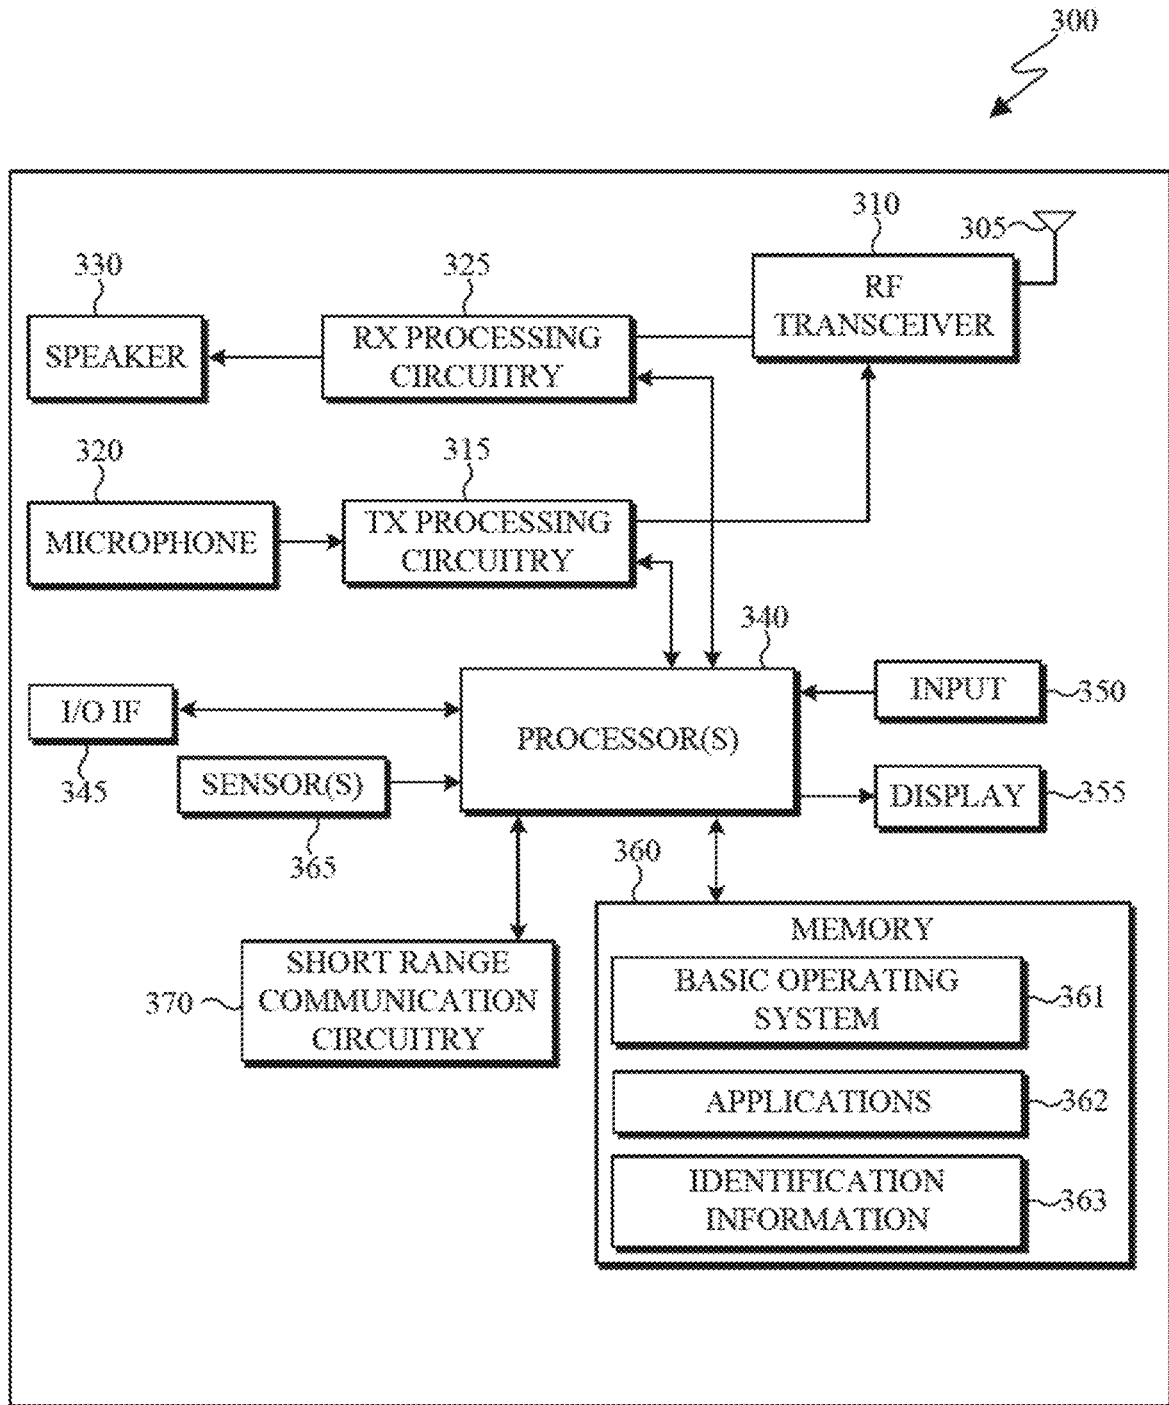 300
310
305
330
325
RF
TRANSCEIVER
SPEAKER
RX PROCESSING
CIRCUITRY
320
315
MICROPHONE
TX PROCESSING
CIRCUITRY
340
I/O IF
PROCESSOR(S)
INPUT
350
345
SENSOR(S)
DISPLAY
355
365
360
MEMORY
370
SHORT RANGE
COMMUNICATION
CIRCUITRY
BASIC OPERATING
SYSTEM
361
APPLICATIONS
362
IDENTIFICATION
INFORMATION
363